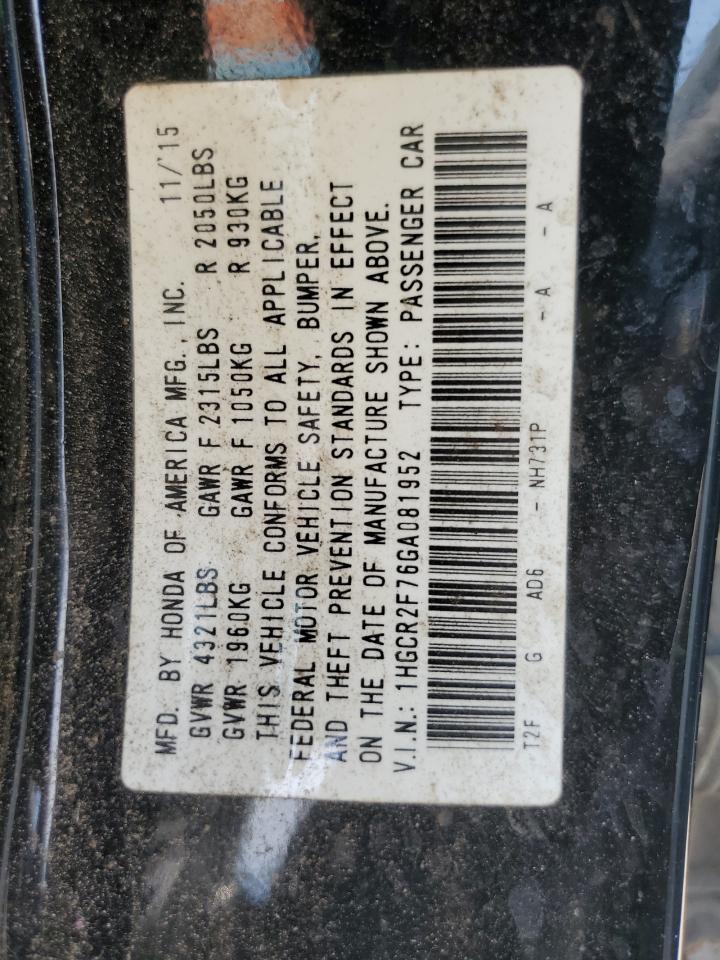 MFD. BY HONDA OF AMERICA MFG., INC. 11/'15
GVWR 4321LBS GAWR F 2315LBS R 2050LBS
GVWR 1960KG GAWR F 1050KG R 930KG
THIS VEHICLE CONFORMS TO ALL APPLICABLE
FEDERAL MOTOR VEHICLE SAFETY, BUMPER,
AND THEFT PREVENTION STANDARDS IN EFFECT
ON THE DATE OF MANUFACTURE SHOWN ABOVE.
V.I.N.: 1HGCR2F76GA081952 TYPE: PASSENGER CAR
T2F G AD6 - NH731P - A - A